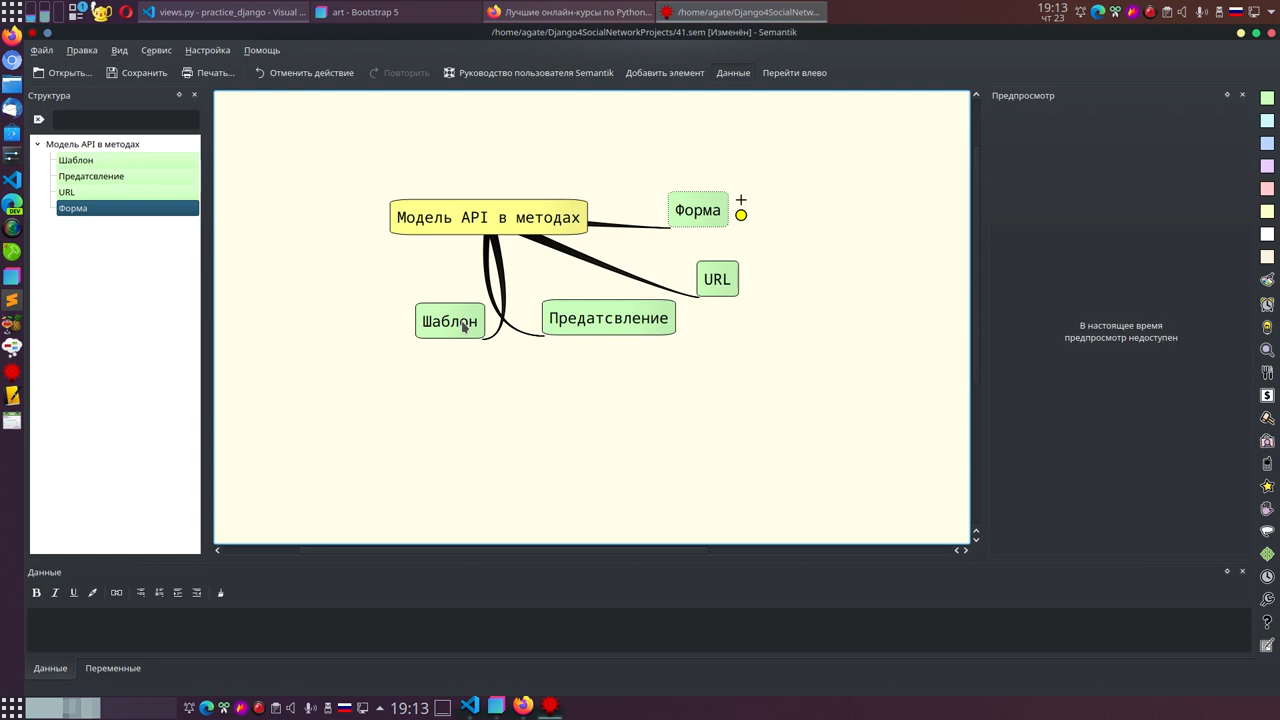 views.py - practice_django - Visual ...
art - Bootstrap 5
Лучшие онлайн-курсы по Python...
/home/agate/Django4SocialNetw...
19:13
чт 23
/home/agate/Django4SocialNetworkProjects/41.sem [Изменён] - Semantik
Файл Правка Вид Сервис Настройка Помощь
Открыть... Сохранить Печать... Отменить действие Повторить Руководство пользователя Semantik Добавить элемент Данные Перейти влево
Структура
Предпросмотр
Модель API в методах
Шаблон
Предатсвление
URL
Форма
Модель API в методах
Форма
URL
Шаблон
Предатсвление
В настоящее время
предпросмотр недоступен
Данные
B I U
Данные Переменные
19:13
DEV